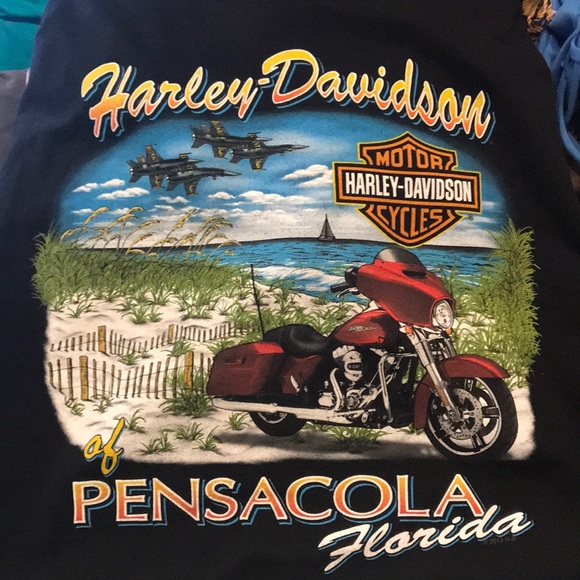 Harley-Davidson
MOTOR
HARLEY-DAVIDSON
CYCLES
of
PENSACOLA
Florida